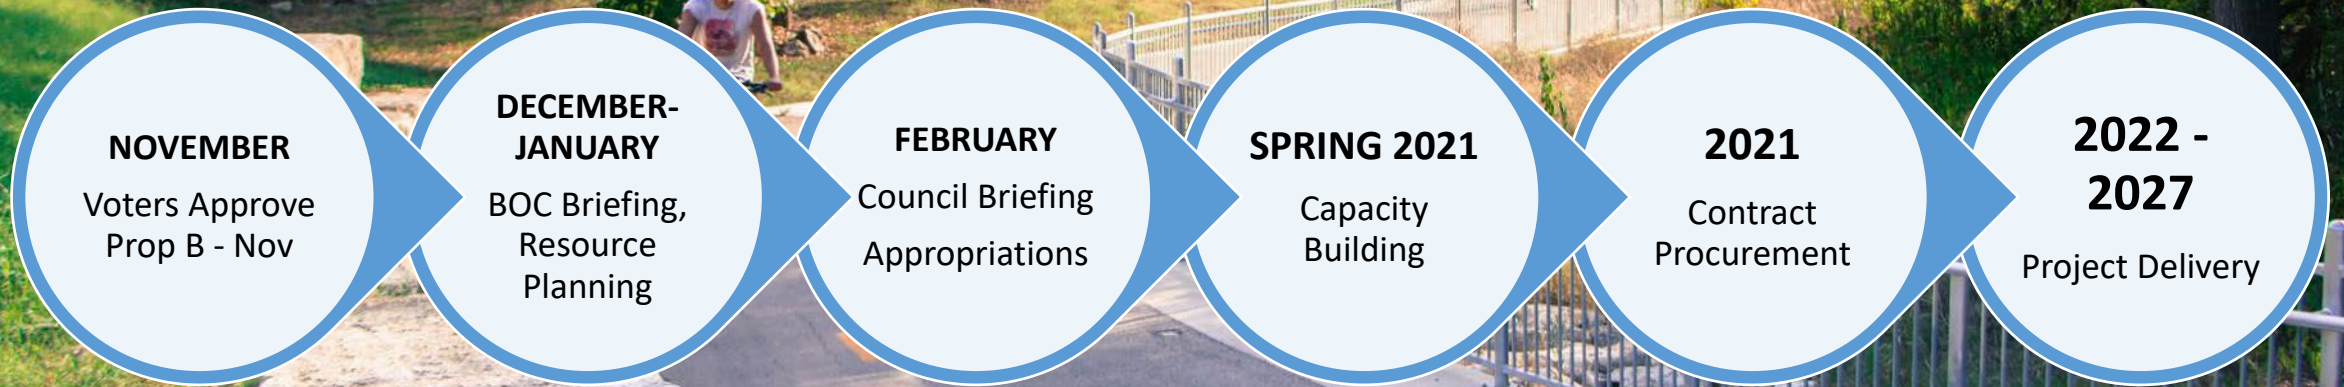 NOVEMBER
Voters Approve
Prop B - Nov
DECEMBER-
JANUARY
BOC Briefing,
Resource
Planning
FEBRUARY
Council Briefing
Appropriations
SPRING 2021
Capacity
Building
2021
Contract
Procurement
2022 -
2027
Project Delivery